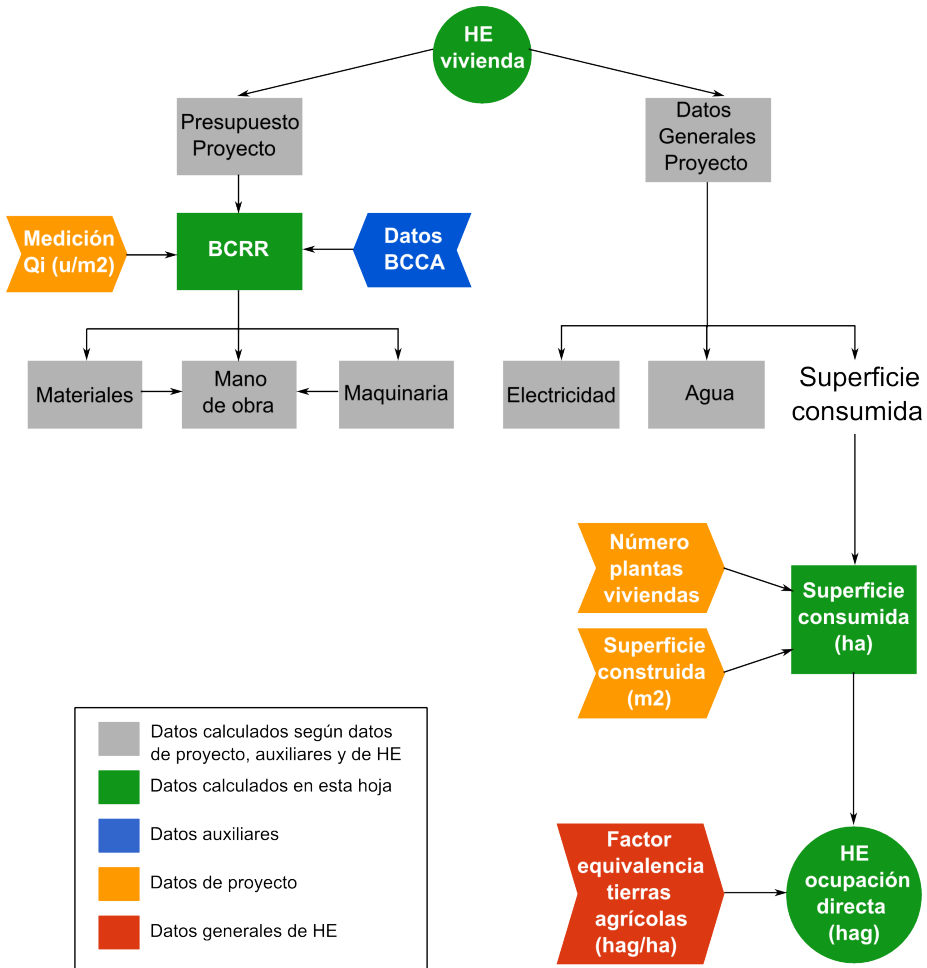 HE
vivienda
Presupuesto
Proyecto
Datos
Generales
Proyecto
Medición
Qi (u/m2)
BCRR
Datos
BCCA
Materiales
Mano
de obra
Maquinaria
Electricidad
Agua
Superficie
consumida
Número
plantas
viviendas
Superficie
construida
(m2)
Superficie
consumida
(ha)
Factor
equivalencia
tierras
agrícolas
(hag/ha)
HE
ocupación
directa
(hag)
Datos calculados según datos
de proyecto, auxiliares y de HE
Datos calculados en esta hoja
Datos auxiliares
Datos de proyecto
Datos generales de HE